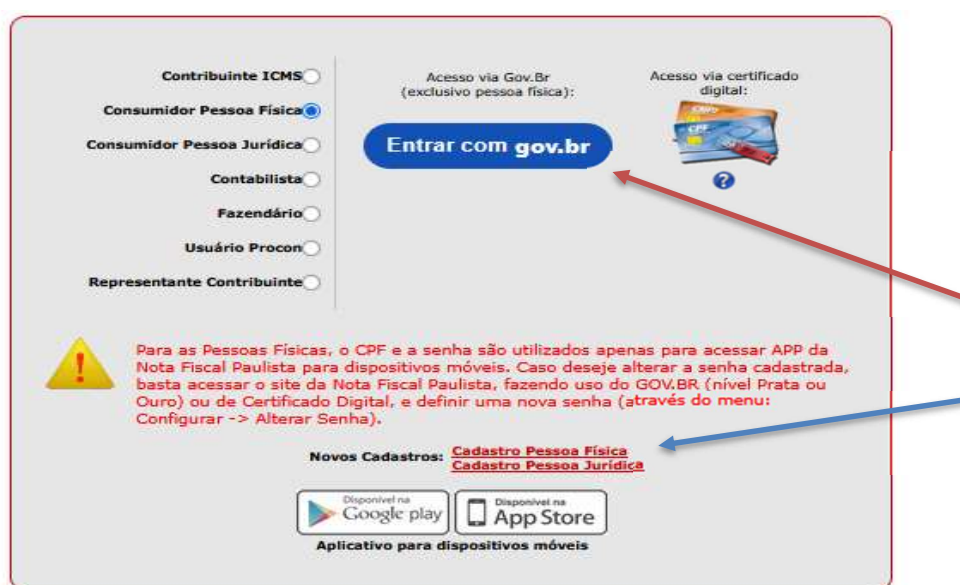 Contribuinte ICMS
Consumidor Pessoa Física
Consumidor Pessoa Jurídica
Contabilista
Fazendário
Usuário Procon
Representante Contribuinte
Acesso via Gov.Br
(exclusivo pessoa física):
Entrar com gov.br
Acesso via certificado
digital:
CNPJ
CPF
?
!
Para as Pessoas Físicas, o CPF e a senha são utilizados apenas para acessar APP da
Nota Fiscal Paulista para dispositivos móveis. Caso deseje alterar a senha cadastrada,
basta acessar o site da Nota Fiscal Paulista, fazendo uso do GOV.BR (nível Prata ou
Ouro) ou de Certificado Digital, e definir uma nova senha (através do menu:
Configurar -> Alterar Senha).
Novos Cadastros: Cadastro Pessoa Física
Cadastro Pessoa Jurídica
Disponível na
Google play
Disponível na
App Store
Aplicativo para dispositivos móveis